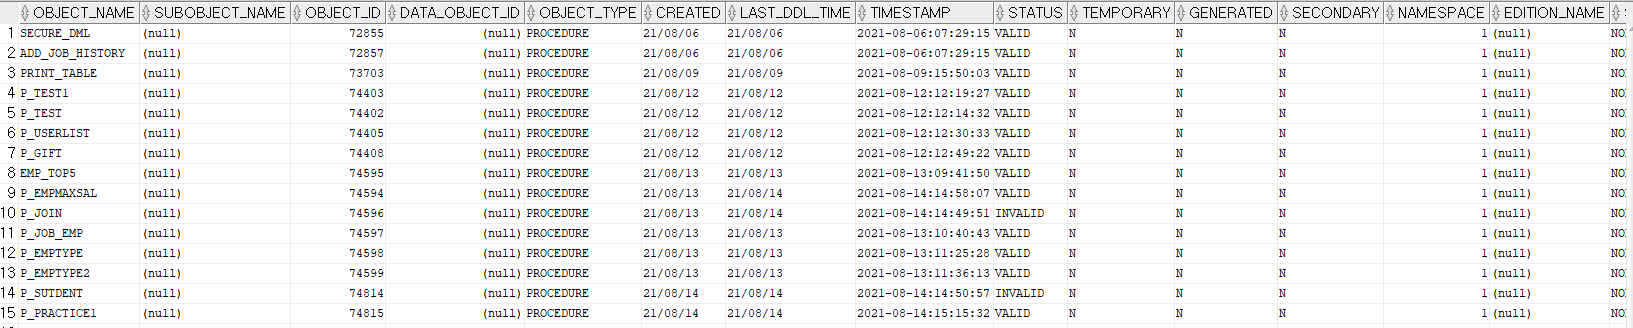 OBJECT_NAME SUBOBJECT_NAME OBJECT_ID DATA_OBJECT_ID OBJECT_TYPE CREATED LAST_DDL_TIME TIMESTAMP STATUS TEMPORARY GENERATED SECONDARY NAMESPACE EDITION_NAME
1 SECURE_DML (null) 72855 (null) PROCEDURE 21/08/06 21/08/06 2021-08-06:07:29:15 VALID N N N 1 (null) NO
2 ADD_JOB_HISTORY (null) 72857 (null) PROCEDURE 21/08/06 21/08/06 2021-08-06:07:29:15 VALID N N N 1 (null) NO
3 PRINT_TABLE (null) 73703 (null) PROCEDURE 21/08/09 21/08/09 2021-08-09:15:50:03 VALID N N N 1 (null) NO
4 P_TEST1 (null) 74403 (null) PROCEDURE 21/08/12 21/08/12 2021-08-12:12:19:27 VALID N N N 1 (null) NO
5 P_TEST (null) 74402 (null) PROCEDURE 21/08/12 21/08/12 2021-08-12:12:14:32 VALID N N N 1 (null) NO
6 P_USERLIST (null) 74405 (null) PROCEDURE 21/08/12 21/08/12 2021-08-12:12:30:33 VALID N N N 1 (null) NO
7 P_GIFT (null) 74408 (null) PROCEDURE 21/08/12 21/08/12 2021-08-12:12:49:22 VALID N N N 1 (null) NO
8 EMP_TOP5 (null) 74595 (null) PROCEDURE 21/08/13 21/08/13 2021-08-13:09:41:50 VALID N N N 1 (null) NO
9 P_EMPMAXSAL (null) 74594 (null) PROCEDURE 21/08/13 21/08/14 2021-08-14:14:58:07 VALID N N N 1 (null) NO
10 P_JOIN (null) 74596 (null) PROCEDURE 21/08/13 21/08/14 2021-08-14:14:49:51 INVALID N N N 1 (null) NO
11 P_JOB_EMP (null) 74597 (null) PROCEDURE 21/08/13 21/08/13 2021-08-13:10:40:43 VALID N N N 1 (null) NO
12 P_EMPTYPE (null) 74598 (null) PROCEDURE 21/08/13 21/08/13 2021-08-13:11:25:28 VALID N N N 1 (null) NO
13 P_EMPTYPE2 (null) 74599 (null) PROCEDURE 21/08/13 21/08/13 2021-08-13:11:36:13 VALID N N N 1 (null) NO
14 P_SUTDENT (null) 74814 (null) PROCEDURE 21/08/14 21/08/14 2021-08-14:14:50:57 INVALID N N N 1 (null) NO
15 P_PRACTICE1 (null) 74815 (null) PROCEDURE 21/08/14 21/08/14 2021-08-14:15:15:32 VALID N N N 1 (null) NO